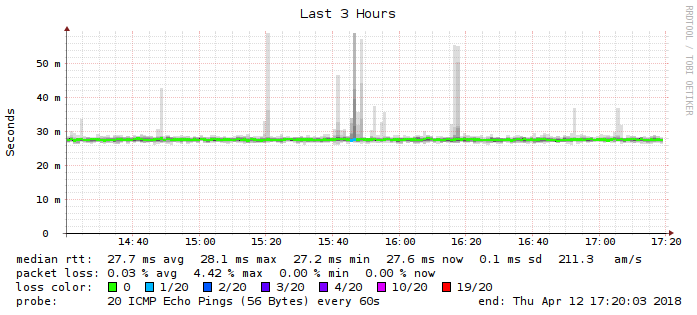 Last 3 Hours
RRDTOOL / TOBI OETIKER
Seconds
50 m
40 m
30 m
20 m
10 m
0
14:40 15:00 15:20 15:40 16:00 16:20 16:40 17:00 17:20
median rtt: 27.7 ms avg 28.1 ms max 27.2 ms min 27.6 ms now 0.1 ms sd 211.3 am/s
packet loss: 0.03 % avg 4.42 % max 0.00 % min 0.00 % now
loss color: 0 1/20 2/20 3/20 4/20 10/20 19/20
probe: 20 ICMP Echo Pings (56 Bytes) every 60s end: Thu Apr 12 17:20:03 2018